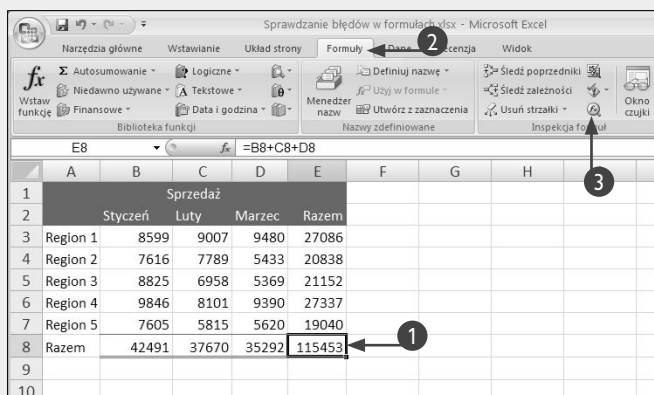 Sprawdzanie błędów w formułach.xlsx - Microsoft Excel
2
Narzędzia główne Wstawianie Układ strony Formuły Dane Widok
fx Σ Autosumowanie Logiczne Definiuj nazwę Śledź poprzedniki
Wstaw funkcję Niedawno używane Tekstowe Menedżer nazw Użyj w formule Śledź zależności Okno czujki
Finansowe Data i godzina Utwórz z zaznaczenia Usuń strzałki
Biblioteka funkcji Nazwy zdefiniowane Inspekcja formuł
E8 fx =B8+C8+D8
A B C D E F G H
3
1 Sprzedaż
2 Styczeń Luty Marzec Razem
3 Region 1 8599 9007 9480 27086
4 Region 2 7616 7789 5433 20838
5 Region 3 8825 6958 5369 21152
6 Region 4 9846 8101 9390 27337
7 Region 5 7605 5815 5620 19040
8 Razem 42491 37670 35292 115453 1
9
10